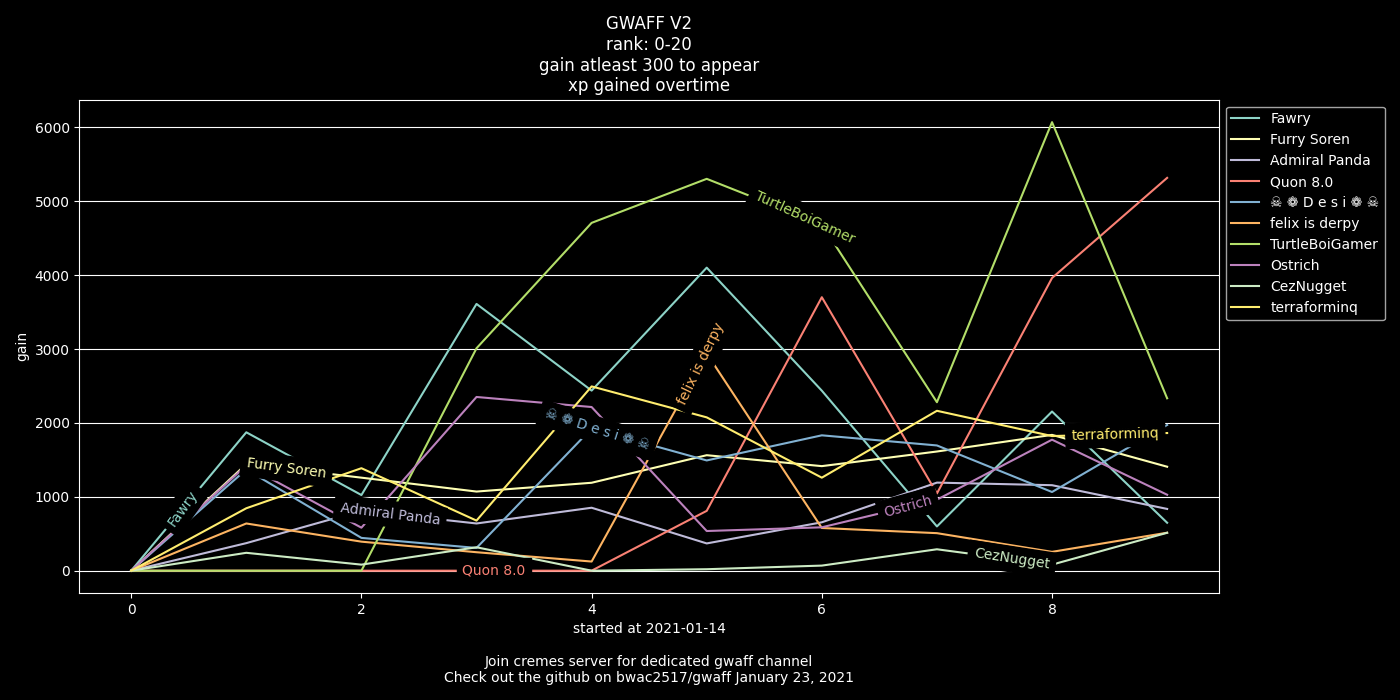 GWAFF V2
rank: 0-20
gain atleast 300 to appear
xp gained overtime
gain
6000
5000
4000
3000
2000
1000
0
0 2 4 6 8
Fawry
Furry Soren
Admiral Panda
Quon 8.0
☠ ❁ D e s i ❁ ☠
felix is derpy
TurtleBoiGamer
Ostrich
CezNugget
terraforminq
Fawry
Furry Soren
Admiral Panda
Quon 8.0
☠ ❁ D e s i ❁ ☠
felix is derpy
TurtleBoiGamer
Ostrich
CezNugget
terraforminq
started at 2021-01-14
Join cremes server for dedicated gwaff channel
Check out the github on bwac2517/gwaff January 23, 2021